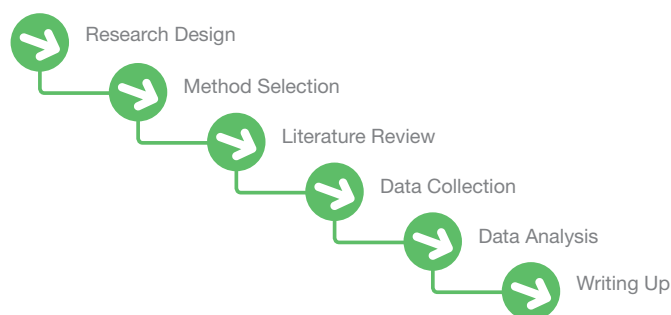 Research Design
Method Selection
Literature Review
Data Collection
Data Analysis
Writing Up